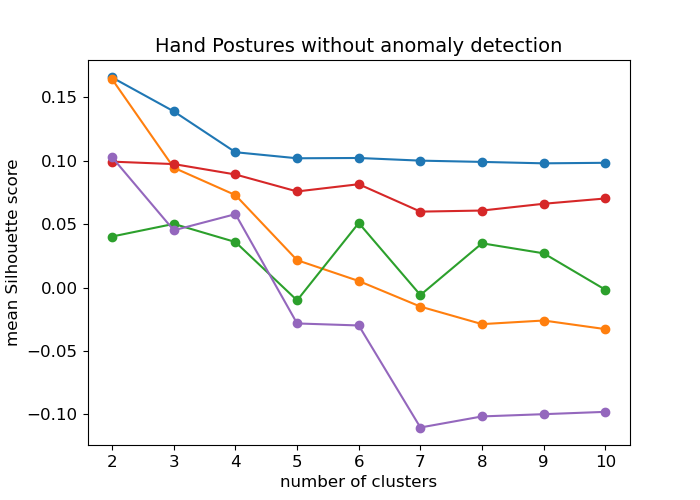 Hand Postures without anomaly detection
mean Silhouette score
0.15
0.10
0.05
0.00
−0.05
−0.10
2 3 4 5 6 7 8 9 10
number of clusters